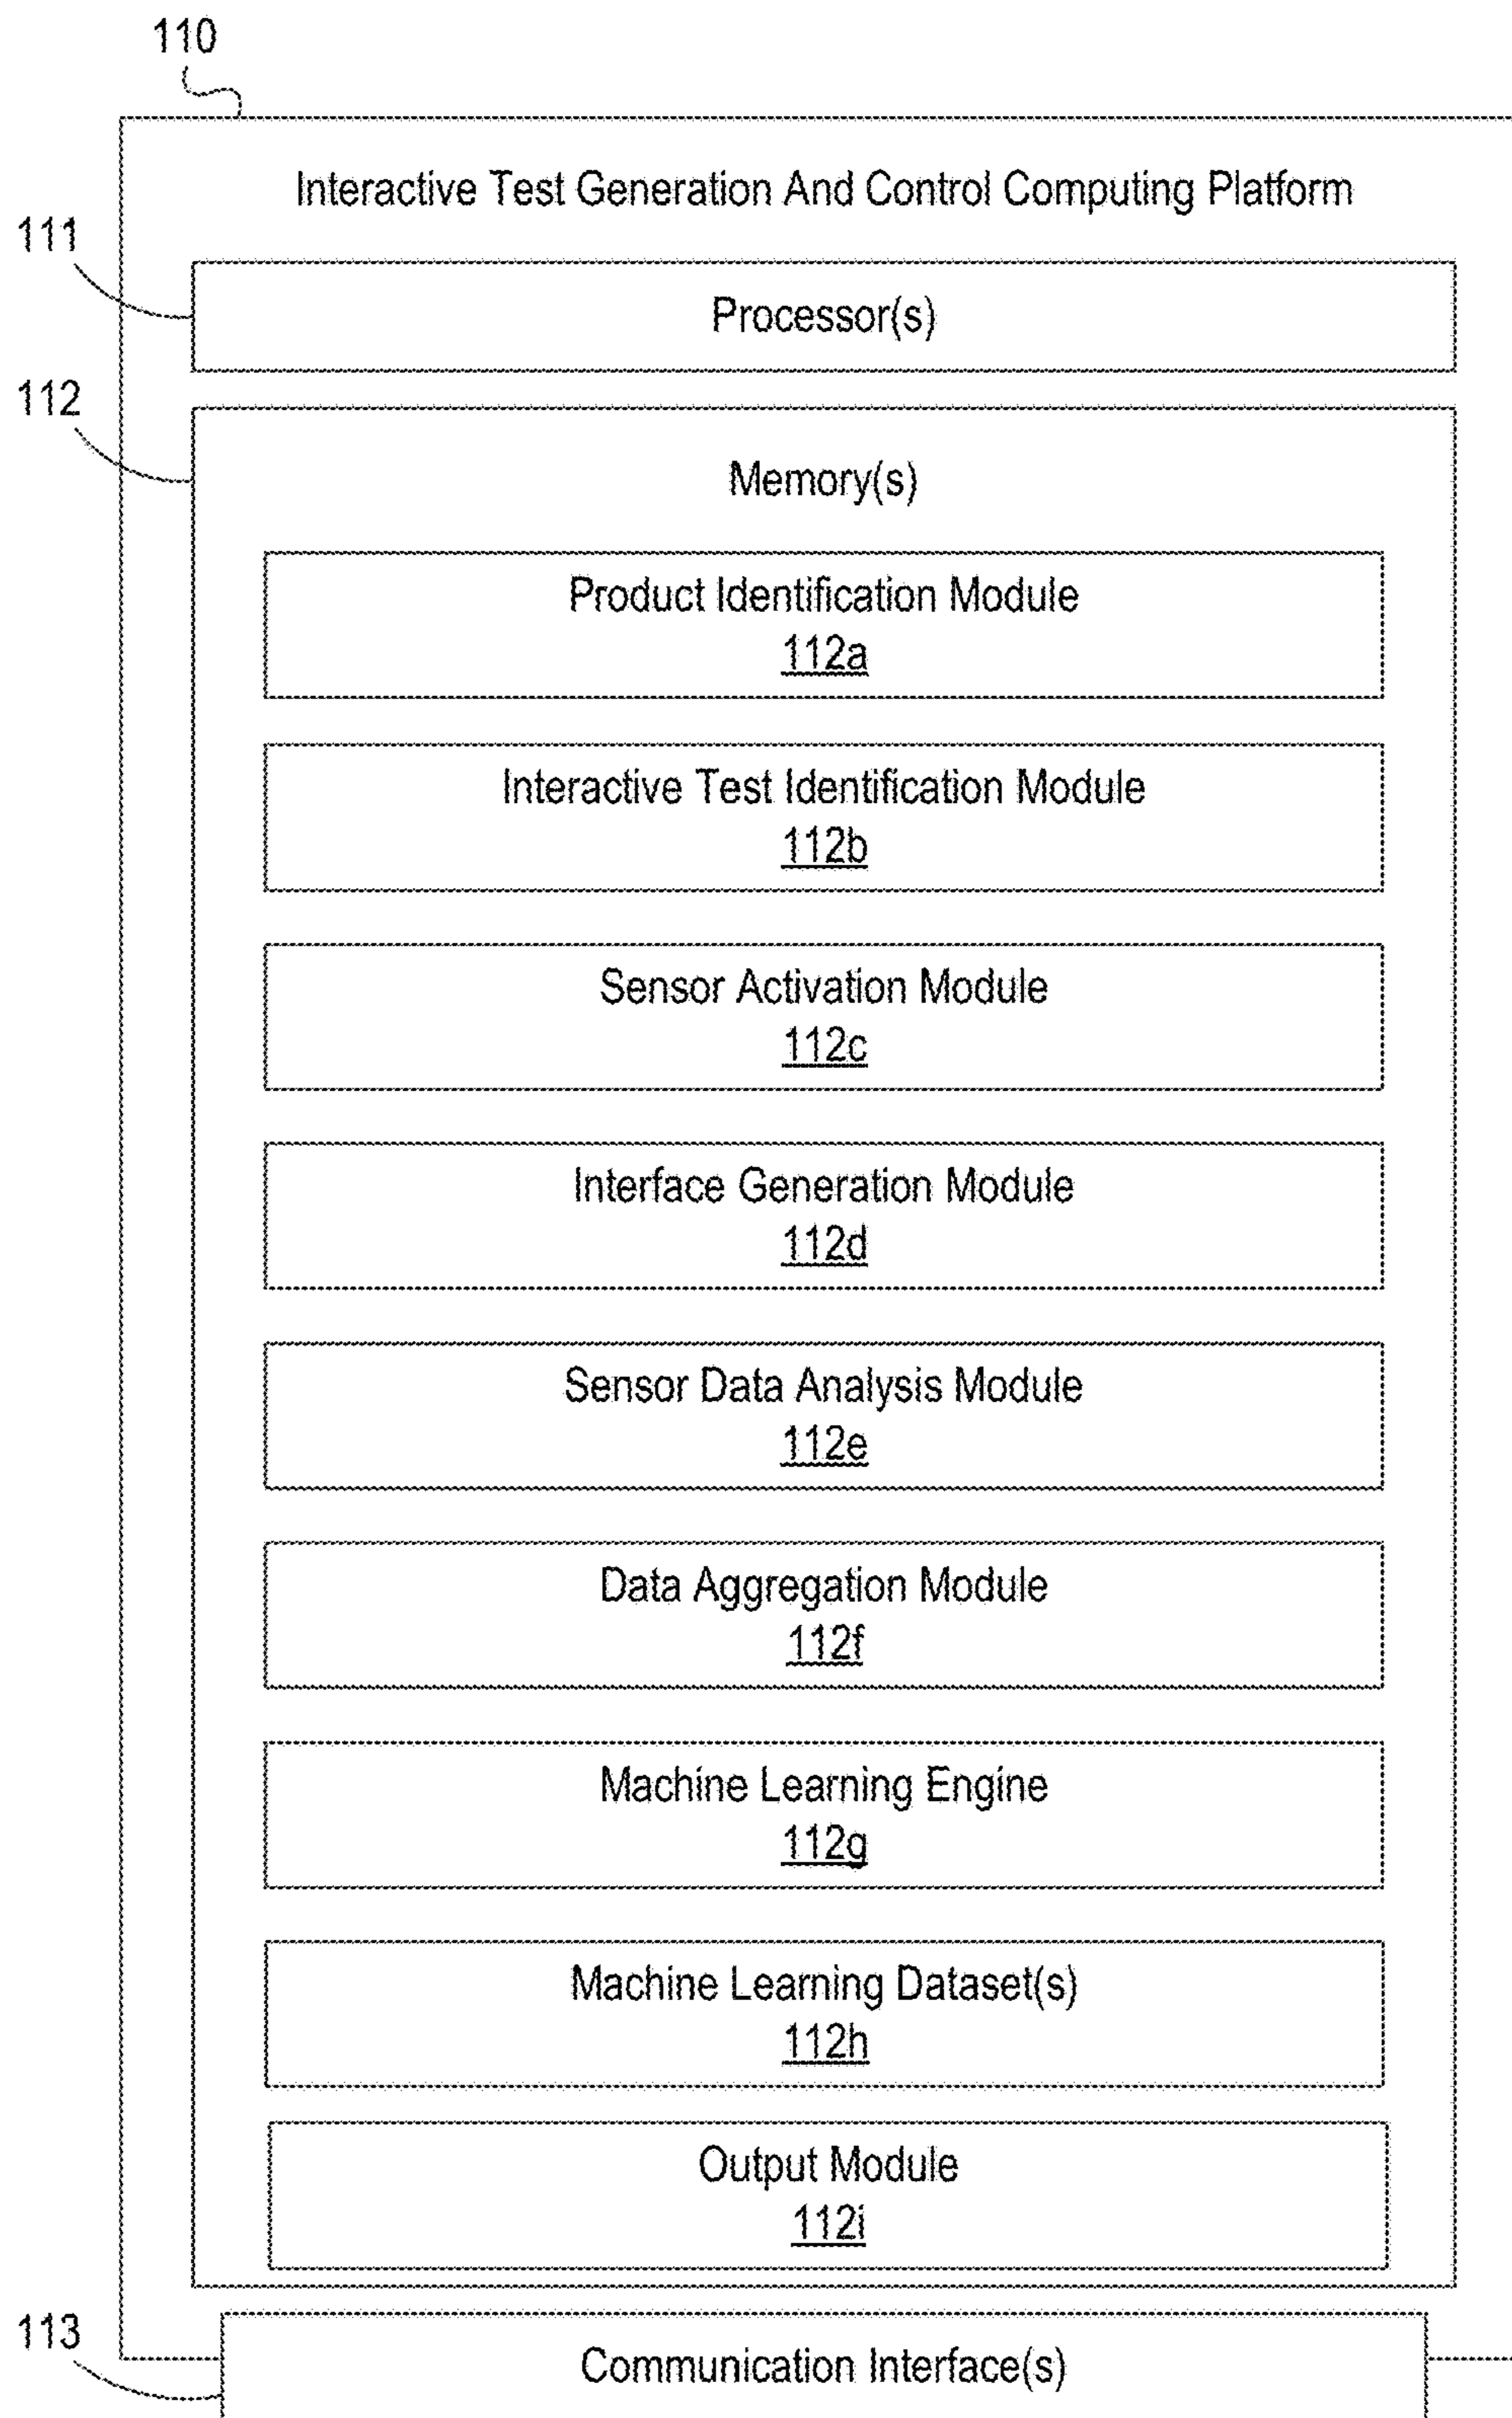 110
Interactive Test Generation And Control Computing Platform
111
Processor(s)
112
Memory(s)
Product Identification Module
112a
Interactive Test Identification Module
112b
Sensor Activation Module
112c
Interface Generation Module
112d
Sensor Data Analysis Module
112e
Data Aggregation Module
112f
Machine Learning Engine
112g
Machine Learning Dataset(s)
112h
Output Module
112i
113
Communication Interface(s)